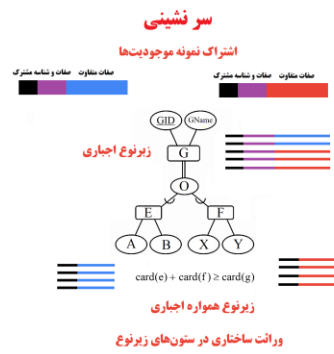 سر نشینی
اشتراک نمونه موجودیت‌ها
صفات متفاوت صفات و شناسه مشترک
صفات متفاوت صفات و شناسه مشترک
GID GName
زیرنوع اجباری
G
O
E F
A B X Y
card(e) + card(f) ≥ card(g)
زیرنوع همواره اجباری
وراثت ساختاری در ستون‌های زیرنوع